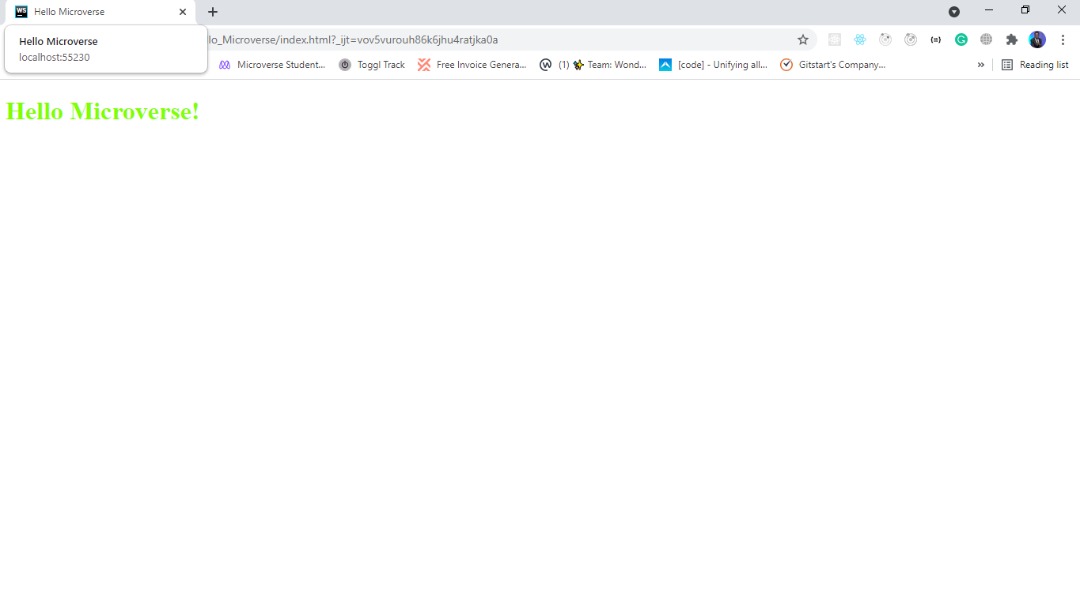 WS Hello Microverse
Hello Microverse
localhost:55230
lo_Microverse/index.html?_ijt=vov5vurouh86k6jhu4ratjka0a
Microverse Student... Toggl Track Free Invoice Genera... (1) Team: Wond... [code] - Unifying all... Gitstart's Company... » Reading list
Hello Microverse!